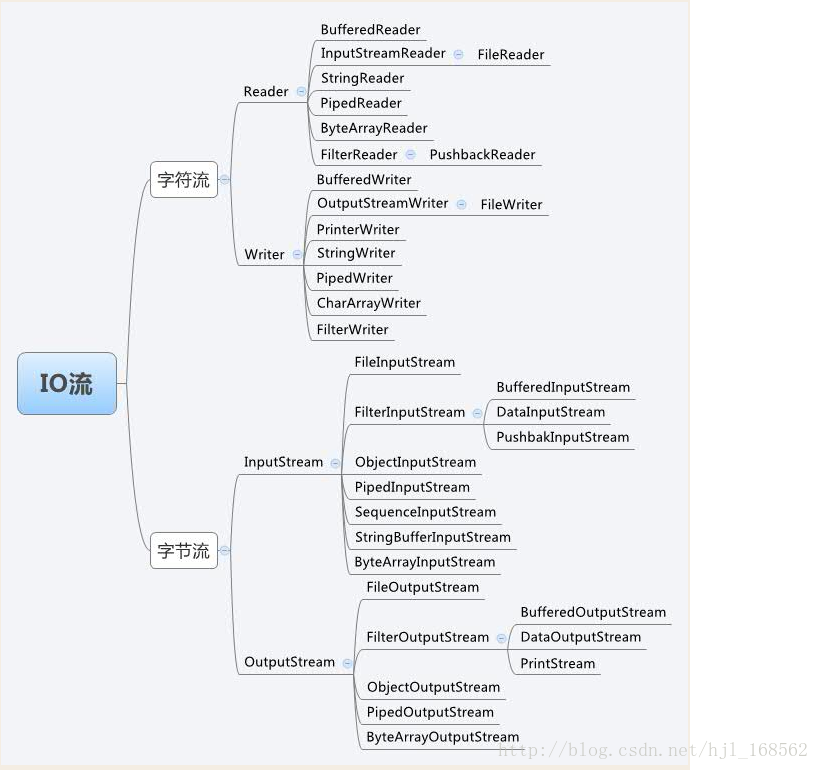 IO流
字符流
Reader
BufferedReader
InputStreamReader FileReader
StringReader
PipedReader
ByteArrayReader
FilterReader PushbackReader
Writer
BufferedWriter
OutputStreamWriter FileWriter
PrinterWriter
StringWriter
PipedWriter
CharArrayWriter
FilterWriter
字节流
InputStream
FileInputStream
FilterInputStream
BufferedInputStream
DataInputStream
PushbakInputStream
ObjectInputStream
PipedInputStream
SequenceInputStream
StringBufferInputStream
ByteArrayInputStream
OutputStream
FileOutputStream
FilterOutputStream
BufferedOutputStream
DataOutputStream
PrintStream
ObjectOutputStream
PipedOutputStream
ByteArrayOutputStream
http://blog.csdn.net/hjl_168562